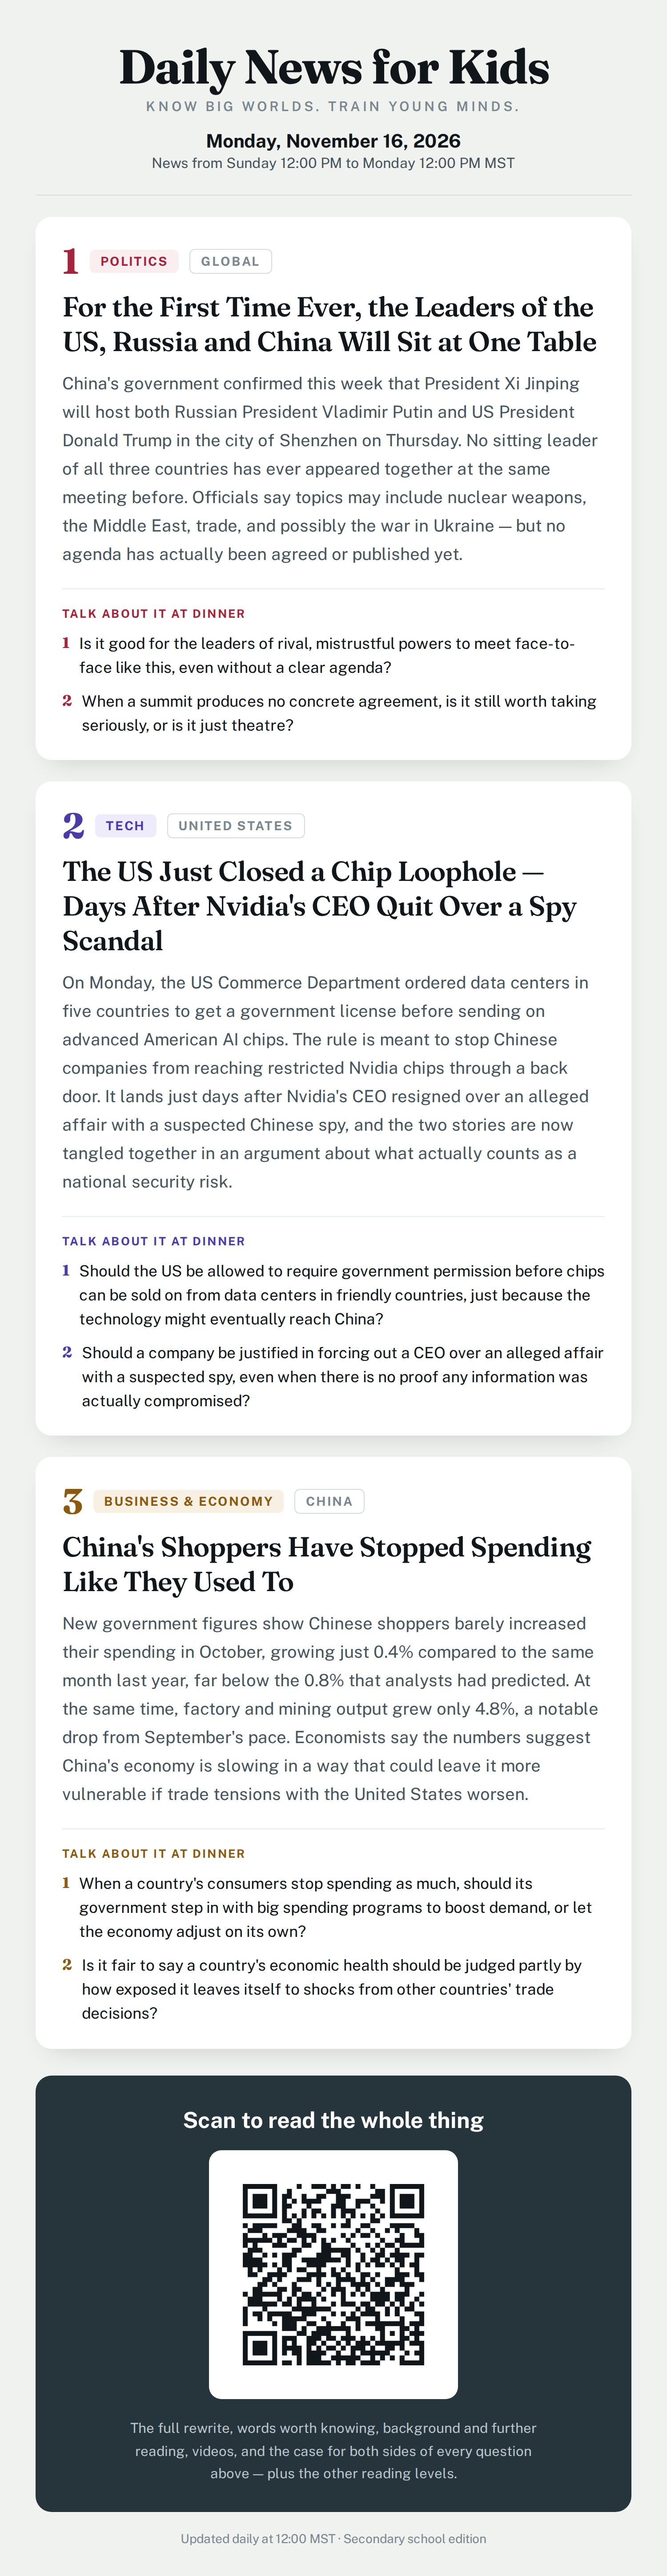 Daily News for Kids
KNOW BIG WORLDS. TRAIN YOUNG MINDS.
Monday, November 16, 2026
News from Sunday 12:00 PM to Monday 12:00 PM MST
1 POLITICS GLOBAL
For the First Time Ever, the Leaders of the
US, Russia and China Will Sit at One Table
China's government confirmed this week that President Xi Jinping
will host both Russian President Vladimir Putin and US President
Donald Trump in the city of Shenzhen on Thursday. No sitting leader
of all three countries has ever appeared together at the same
meeting before. Officials say topics may include nuclear weapons,
the Middle East, trade, and possibly the war in Ukraine — but no
agenda has actually been agreed or published yet.
TALK ABOUT IT AT DINNER
1 Is it good for the leaders of rival, mistrustful powers to meet face-to-
face like this, even without a clear agenda?
2 When a summit produces no concrete agreement, is it still worth taking
seriously, or is it just theatre?
2 TECH UNITED STATES
The US Just Closed a Chip Loophole —
Days After Nvidia's CEO Quit Over a Spy
Scandal
On Monday, the US Commerce Department ordered data centers in
five countries to get a government license before sending on
advanced American AI chips. The rule is meant to stop Chinese
companies from reaching restricted Nvidia chips through a back
door. It lands just days after Nvidia's CEO resigned over an alleged
affair with a suspected Chinese spy, and the two stories are now
tangled together in an argument about what actually counts as a
national security risk.
TALK ABOUT IT AT DINNER
1 Should the US be allowed to require government permission before chips
can be sold on from data centers in friendly countries, just because the
technology might eventually reach China?
2 Should a company be justified in forcing out a CEO over an alleged affair
with a suspected spy, even when there is no proof any information was
actually compromised?
3 BUSINESS & ECONOMY CHINA
China's Shoppers Have Stopped Spending
Like They Used To
New government figures show Chinese shoppers barely increased
their spending in October, growing just 0.4% compared to the same
month last year, far below the 0.8% that analysts had predicted. At
the same time, factory and mining output grew only 4.8%, a notable
drop from September's pace. Economists say the numbers suggest
China's economy is slowing in a way that could leave it more
vulnerable if trade tensions with the United States worsen.
TALK ABOUT IT AT DINNER
1 When a country's consumers stop spending as much, should its
government step in with big spending programs to boost demand, or let
the economy adjust on its own?
2 Is it fair to say a country's economic health should be judged partly by
how exposed it leaves itself to shocks from other countries' trade
decisions?
Scan to read the whole thing
The full rewrite, words worth knowing, background and further
reading, videos, and the case for both sides of every question
above — plus the other reading levels.
Updated daily at 12:00 MST · Secondary school edition